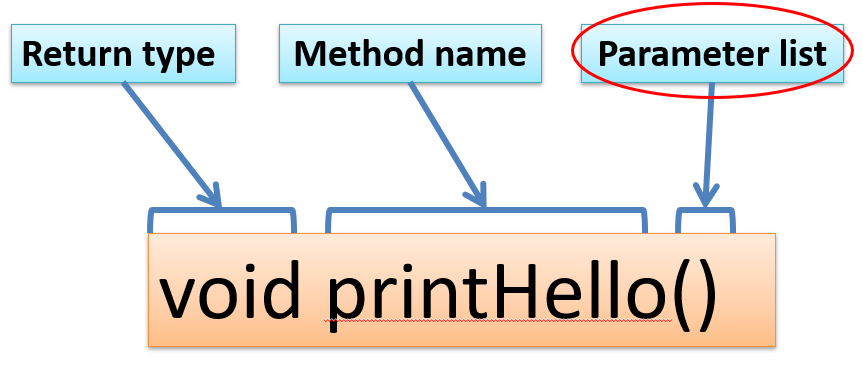 Return type
Method name
Parameter list
void printHello()